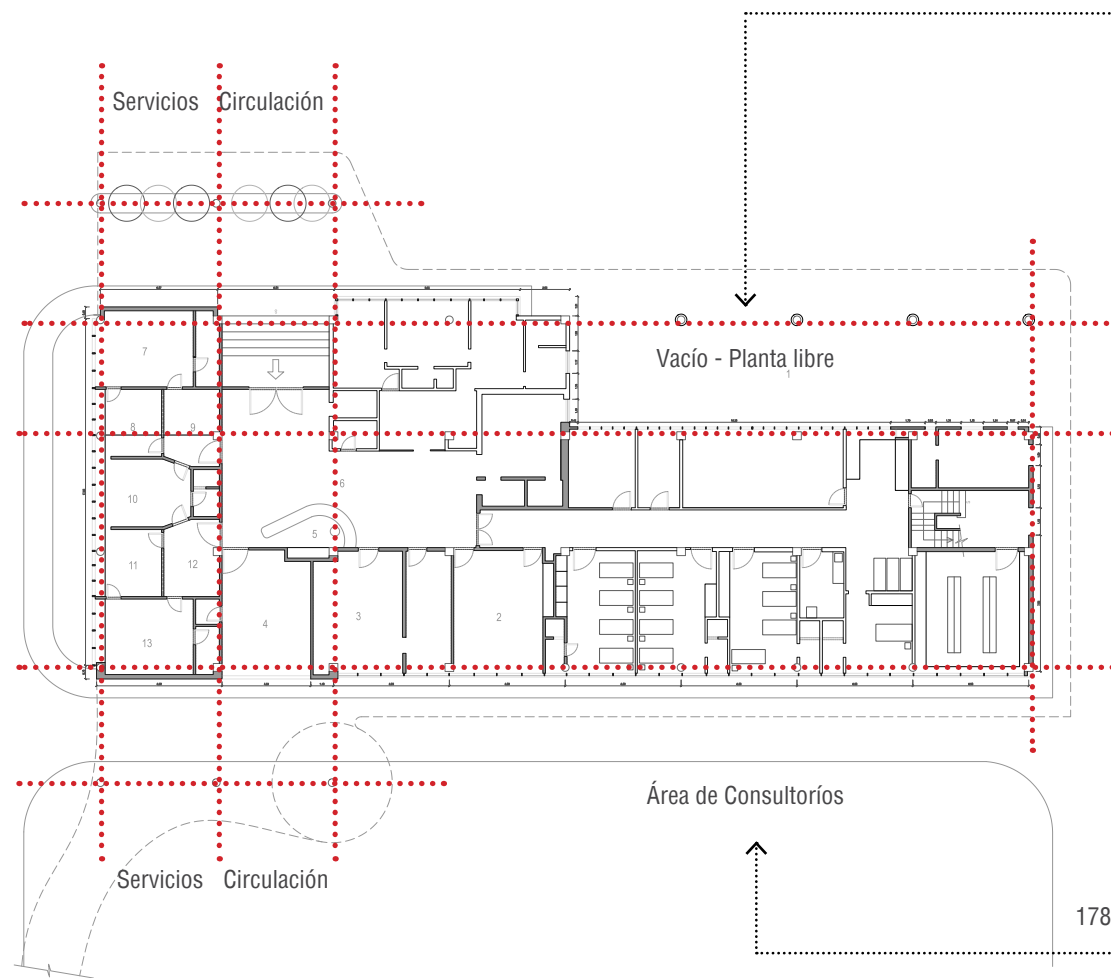 Servicios Circulación
7
Vacío - Planta libre
1
8 9
6
10
5
11 12
13 4 3 2
Área de Consultoríos
Servicios Circulación
178